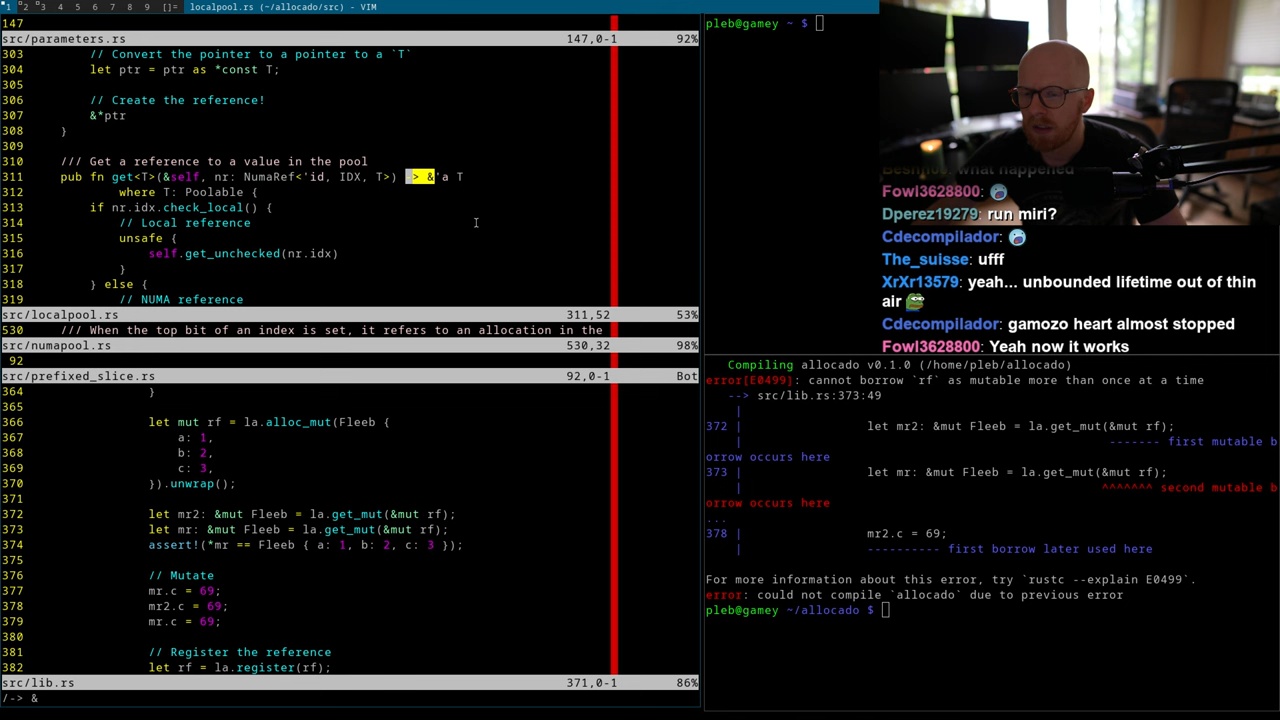 1 2 3 4 5 6 7 8 9 []= localpool.rs (~/allocado/src) - VIM
147
src/parameters.rs 147,0-1 92%
303 // Convert the pointer to a pointer to a `T`
304 let ptr = ptr as *const T;
305
306 // Create the reference!
307 &*ptr
308 }
309
310 /// Get a reference to a value in the pool
311 pub fn get<T>(&self, nr: NumaRef<'id, IDX, T>) -> &'a T
312 where T: Poolable {
313 if nr.idx.check_local() {
314 // Local reference
315 unsafe {
316 self.get_unchecked(nr.idx)
317 }
318 } else {
319 // NUMA reference
src/localpool.rs 311,52 53%
530 /// When the top bit of an index is set, it refers to an allocation in the
src/numapool.rs 530,32 98%
92
src/prefixed_slice.rs 92,0-1 Bot
364 }
365
366 let mut rf = la.alloc_mut(Fleeb {
367 a: 1,
368 b: 2,
369 c: 3,
370 }).unwrap();
371
372 let mr2: &mut Fleeb = la.get_mut(&mut rf);
373 let mr: &mut Fleeb = la.get_mut(&mut rf);
374 assert!(*mr == Fleeb { a: 1, b: 2, c: 3 });
375
376 // Mutate
377 mr.c = 69;
378 mr2.c = 69;
379 mr.c = 69;
380
381 // Register the reference
382 let rf = la.register(rf);
src/lib.rs 371,0-1 86%
/-> &
pleb@gamey ~ $
what happened
Fowl3628800:
Dperez19279: run miri?
Cdecompilador:
The_suisse: ufff
XrXr13579: yeah... unbounded lifetime out of thin
air
Cdecompilador: gamozo heart almost stopped
Fowl3628800: Yeah now it works
Compiling allocado v0.1.0 (/home/pleb/allocado)
error[E0499]: cannot borrow `rf` as mutable more than once at a time
--> src/lib.rs:373:49
|
372 | let mr2: &mut Fleeb = la.get_mut(&mut rf);
| ------- first mutable b
orrow occurs here
373 | let mr: &mut Fleeb = la.get_mut(&mut rf);
| ^^^^^^^ second mutable b
orrow occurs here
...
378 | mr2.c = 69;
| ---------- first borrow later used here
For more information about this error, try `rustc --explain E0499`.
error: could not compile `allocado` due to previous error
pleb@gamey ~/allocado $